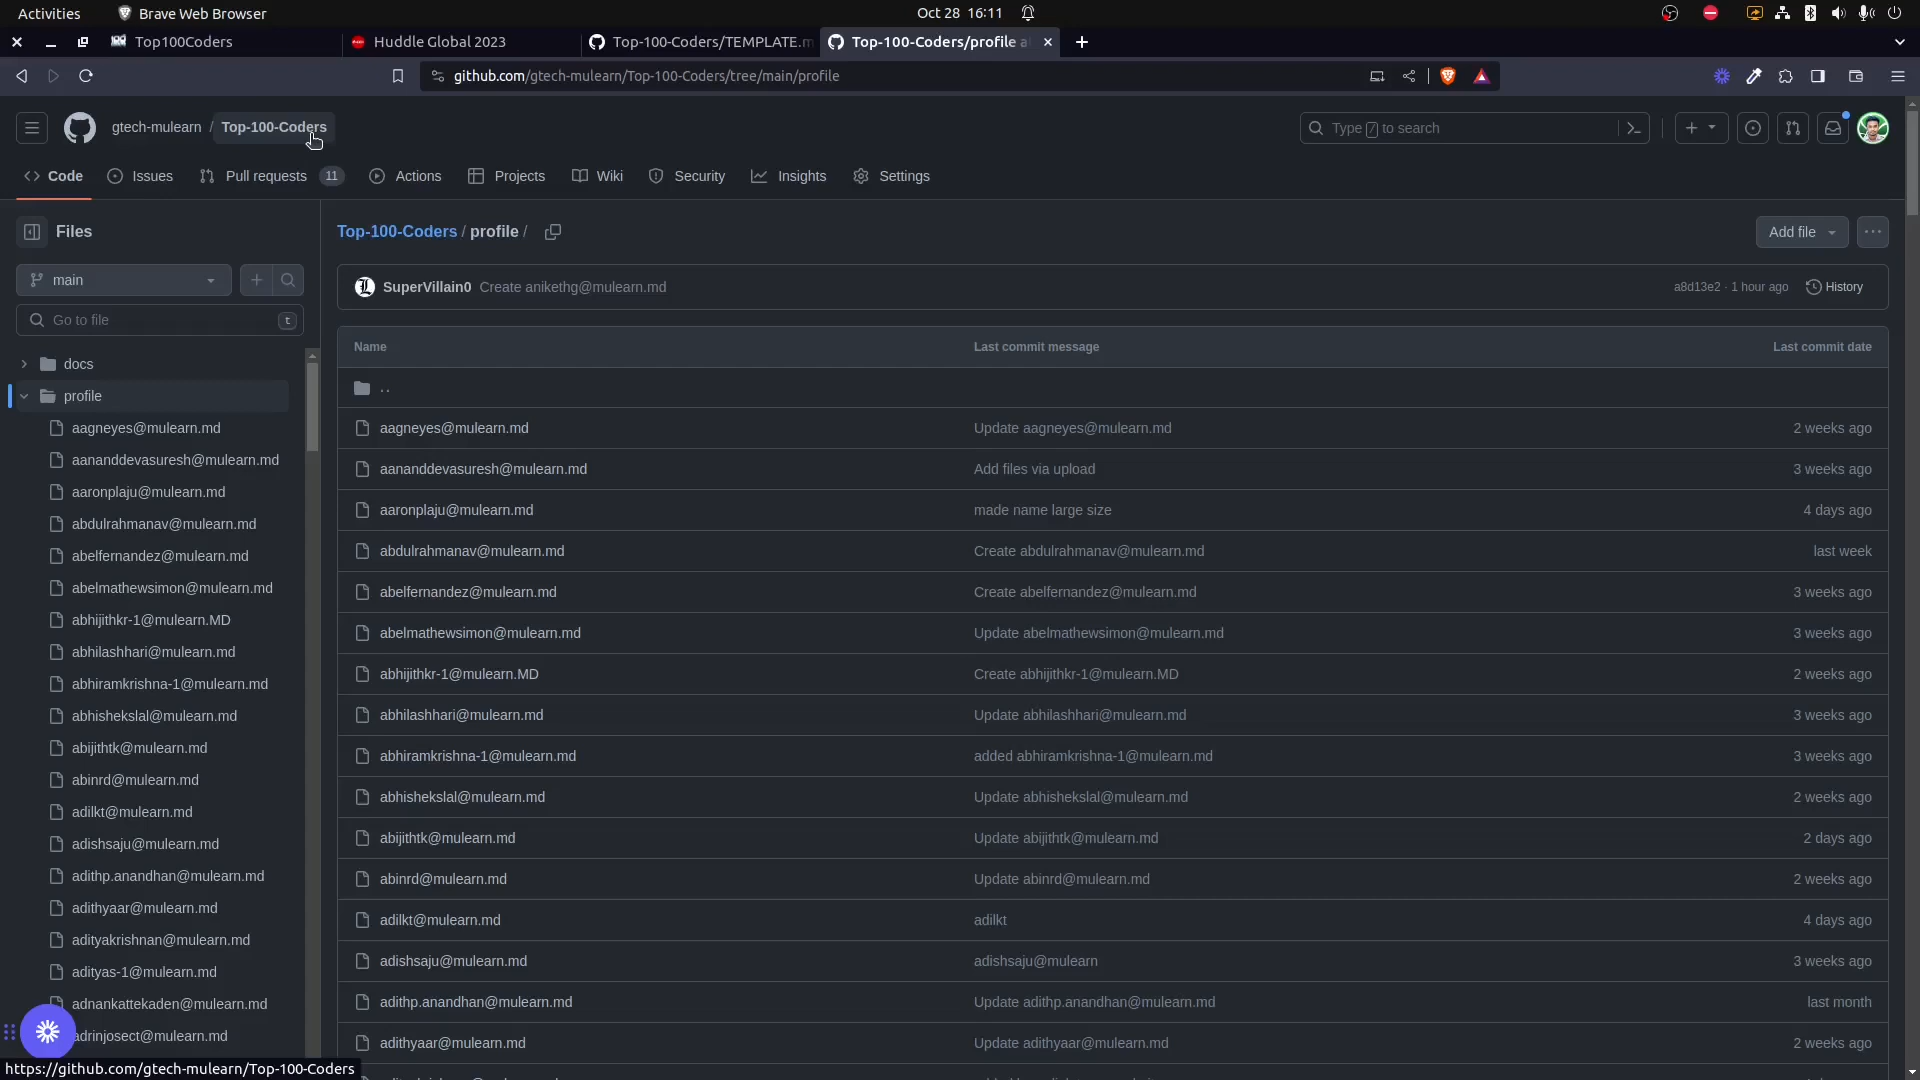 Activities
Brave Web Browser
Oct 28 16:11
Top100Coders
Huddle Global 2023
Top-100-Coders/TEMPLATE.m
Top-100-Coders/profile a
github.com/gtech-mulearn/Top-100-Coders/tree/main/profile
gtech-mulearn / Top-100-Coders
Type / to search
Code
Issues
Pull requests 11
Actions
Projects
Wiki
Security
Insights
Settings
Files
main
Go to file
t
docs
profile
aagneyes@mulearn.md
aananddevasuresh@mulearn.md
aaronplaju@mulearn.md
abdulrahmanav@mulearn.md
abelfernandez@mulearn.md
abelmathewsimon@mulearn.md
abhijithkr-1@mulearn.MD
abhilashhari@mulearn.md
abhiramkrishna-1@mulearn.md
abhishekslal@mulearn.md
abijithtk@mulearn.md
abinrd@mulearn.md
adilkt@mulearn.md
adishsaju@mulearn.md
adithp.anandhan@mulearn.md
adithyaar@mulearn.md
adityakrishnan@mulearn.md
adityas-1@mulearn.md
adnankattekaden@mulearn.md
adrinjosect@mulearn.md
https://github.com/gtech-mulearn/Top-100-Coders
Top-100-Coders / profile /
Add file
SuperVillain0 Create anikethg@mulearn.md
a8d13e2 · 1 hour ago
History
Name Last commit message Last commit date
..
aagneyes@mulearn.md Update aagneyes@mulearn.md 2 weeks ago
aananddevasuresh@mulearn.md Add files via upload 3 weeks ago
aaronplaju@mulearn.md made name large size 4 days ago
abdulrahmanav@mulearn.md Create abdulrahmanav@mulearn.md last week
abelfernandez@mulearn.md Create abelfernandez@mulearn.md 3 weeks ago
abelmathewsimon@mulearn.md Update abelmathewsimon@mulearn.md 3 weeks ago
abhijithkr-1@mulearn.MD Create abhijithkr-1@mulearn.MD 2 weeks ago
abhilashhari@mulearn.md Update abhilashhari@mulearn.md 3 weeks ago
abhiramkrishna-1@mulearn.md added abhiramkrishna-1@mulearn.md 3 weeks ago
abhishekslal@mulearn.md Update abhishekslal@mulearn.md 2 weeks ago
abijithtk@mulearn.md Update abijithtk@mulearn.md 2 days ago
abinrd@mulearn.md Update abinrd@mulearn.md 2 weeks ago
adilkt@mulearn.md adilkt 4 days ago
adishsaju@mulearn.md adishsaju@mulearn 3 weeks ago
adithp.anandhan@mulearn.md Update adithp.anandhan@mulearn.md last month
adithyaar@mulearn.md Update adithyaar@mulearn.md 2 weeks ago